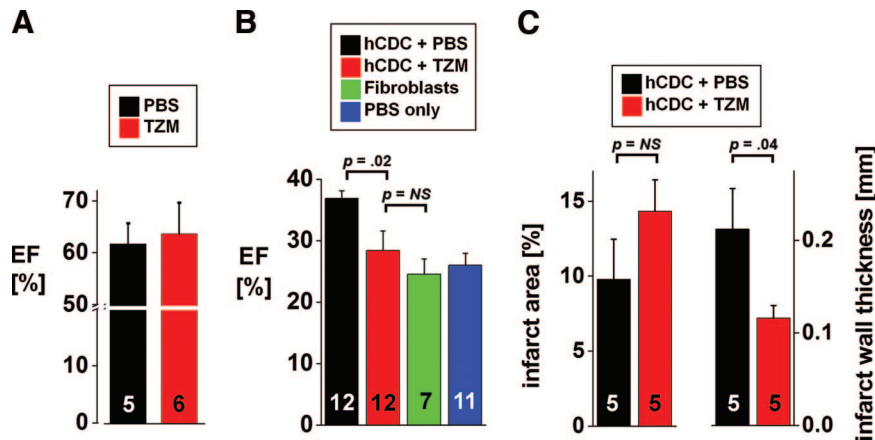 A
PBS
TZM
EF
[%]
70
60
50
10
0
5
6
B
hCDC + PBS
hCDC + TZM
Fibroblasts
PBS only
p = .02
p = NS
EF
[%]
40
30
20
10
0
12
12
7
11
C
hCDC + PBS
hCDC + TZM
p = NS
p = .04
infarct area [%]
15
10
5
0
5
5
5
5
0.2
0.1
0.0
infarct wall thickness [mm]